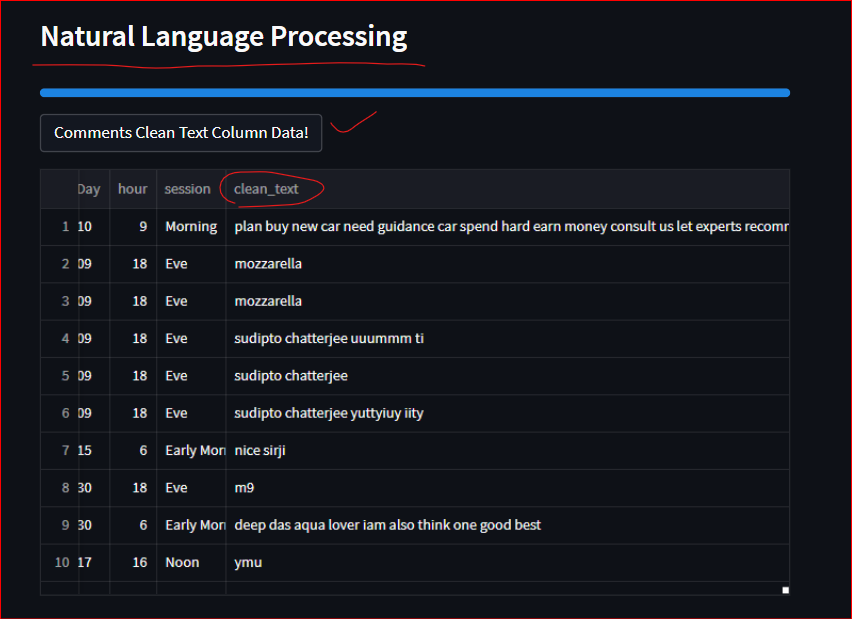 Natural Language Processing
Comments Clean Text Column Data!
Day hour session clean_text
1 10 9 Morning plan buy new car need guidance car spend hard earn money consult us let experts recomm
2 09 18 Eve mozzarella
3 09 18 Eve mozzarella
4 09 18 Eve sudipto chatterjee uuummm ti
5 09 18 Eve sudipto chatterjee
6 09 18 Eve sudipto chatterjee yuttyiuy iity
7 15 6 Early Morn nice sirji
8 30 18 Eve m9
9 30 6 Early Morn deep das aqua lover iam also think one good best
10 17 16 Noon ymu